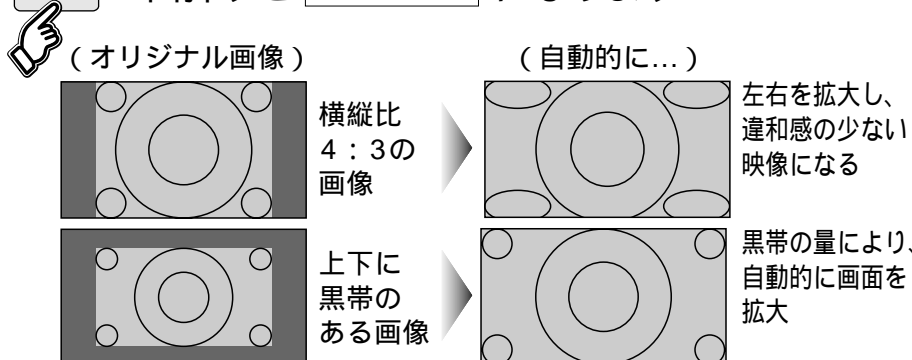 (オリジナル画像)
(自動的に...)
横縦比
4:3の
画像
左右を拡大し、
違和感の少ない
映像になる
上下に
黒帯の
ある画像
黒帯の量により、
自動的に画面を
拡大